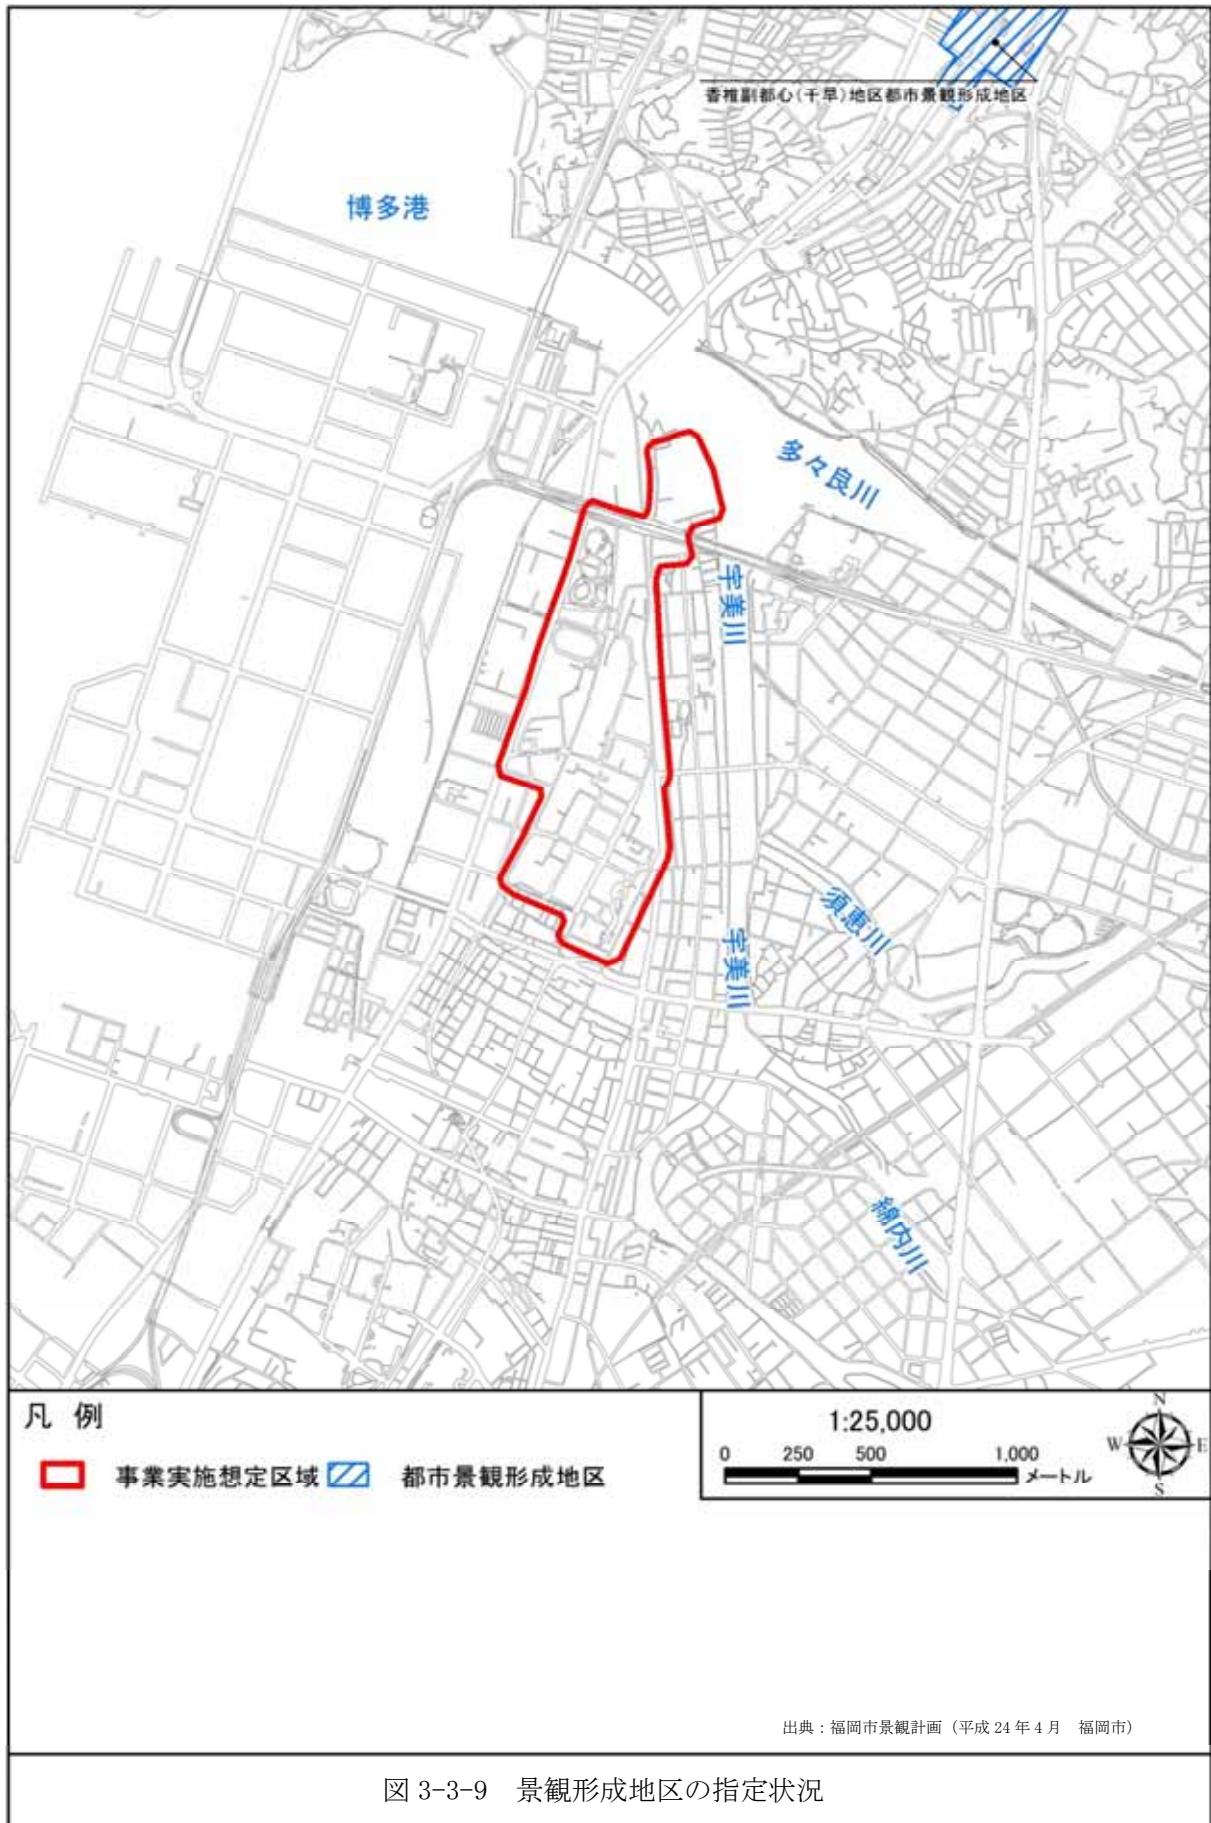 香椎副都心(千早)地区都市景観形成地区
博多港
多々良川
宇美川
須恵川
宇美川
綿内川
凡 例
事業実施想定区域
都市景観形成地区
1:25,000
0 250 500 1,000
メートル
N
W E
S
出典：福岡市景観計画（平成 24 年 4 月 福岡市）
図 3-3-9 景観形成地区の指定状況